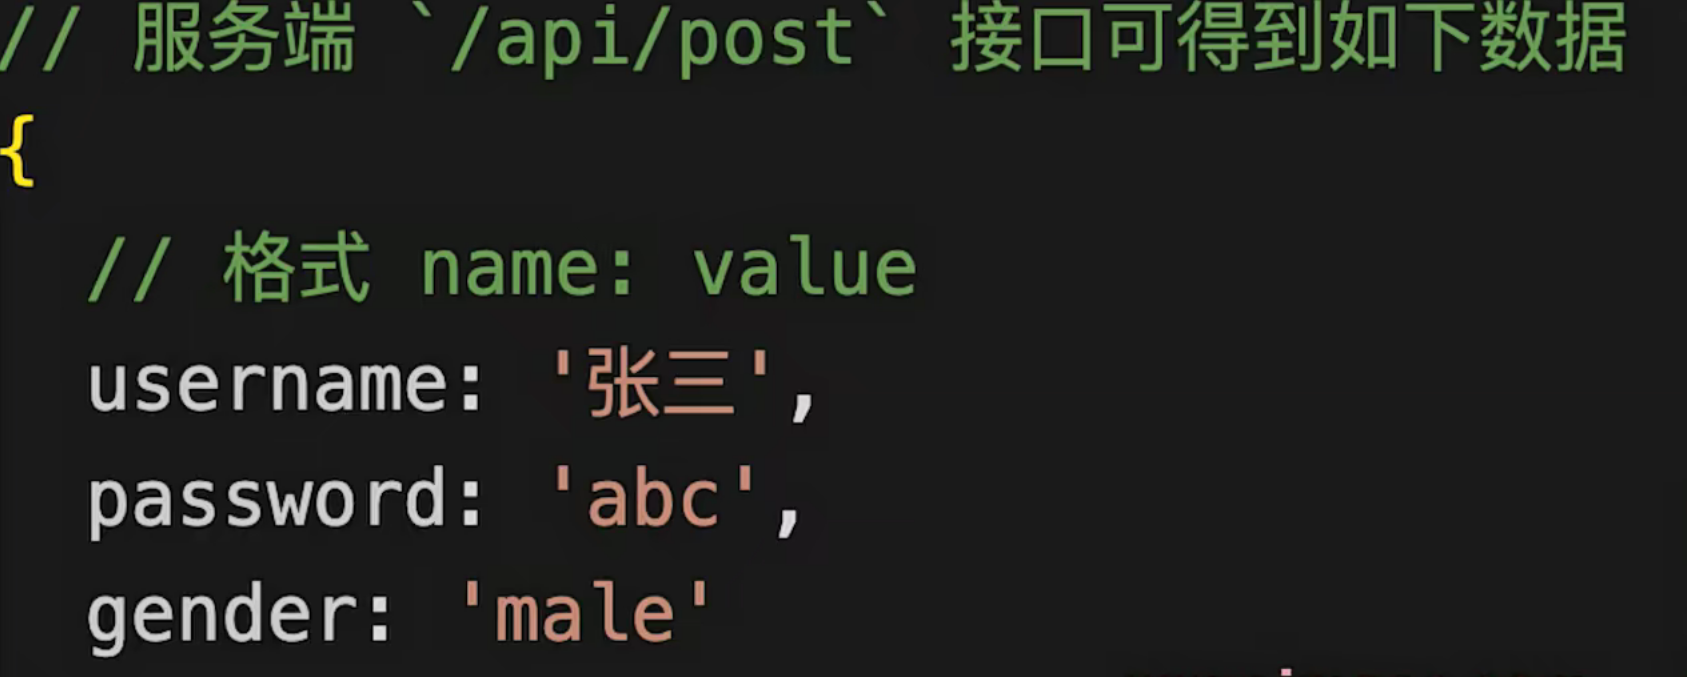 // 服务端 `/api/post` 接口可得到如下数据
{
// 格式 name: value
username: '张三',
password: 'abc',
gender: 'male'